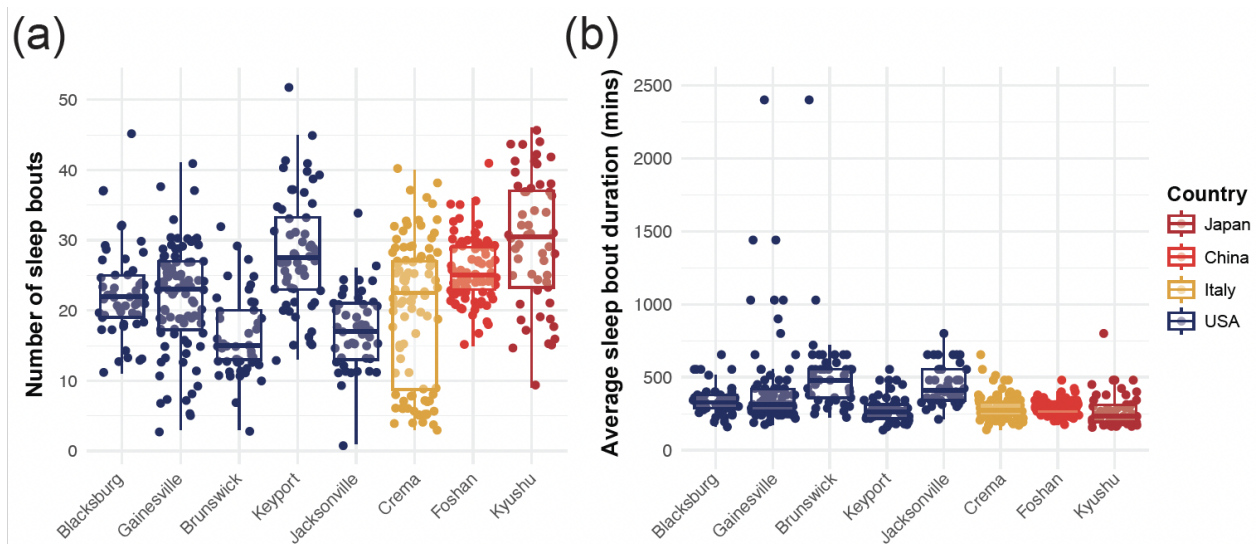 (a)
Number of sleep bouts
50
40
30
20
10
0
Blacksburg
Gainesville
Brunswick
Keyport
Jacksonville
Crema
Foshan
Kyushu
(b)
Average sleep bout duration (mins)
2500
2000
1500
1000
500
0
Blacksburg
Gainesville
Brunswick
Keyport
Jacksonville
Crema
Foshan
Kyushu
Country
Japan
China
Italy
USA